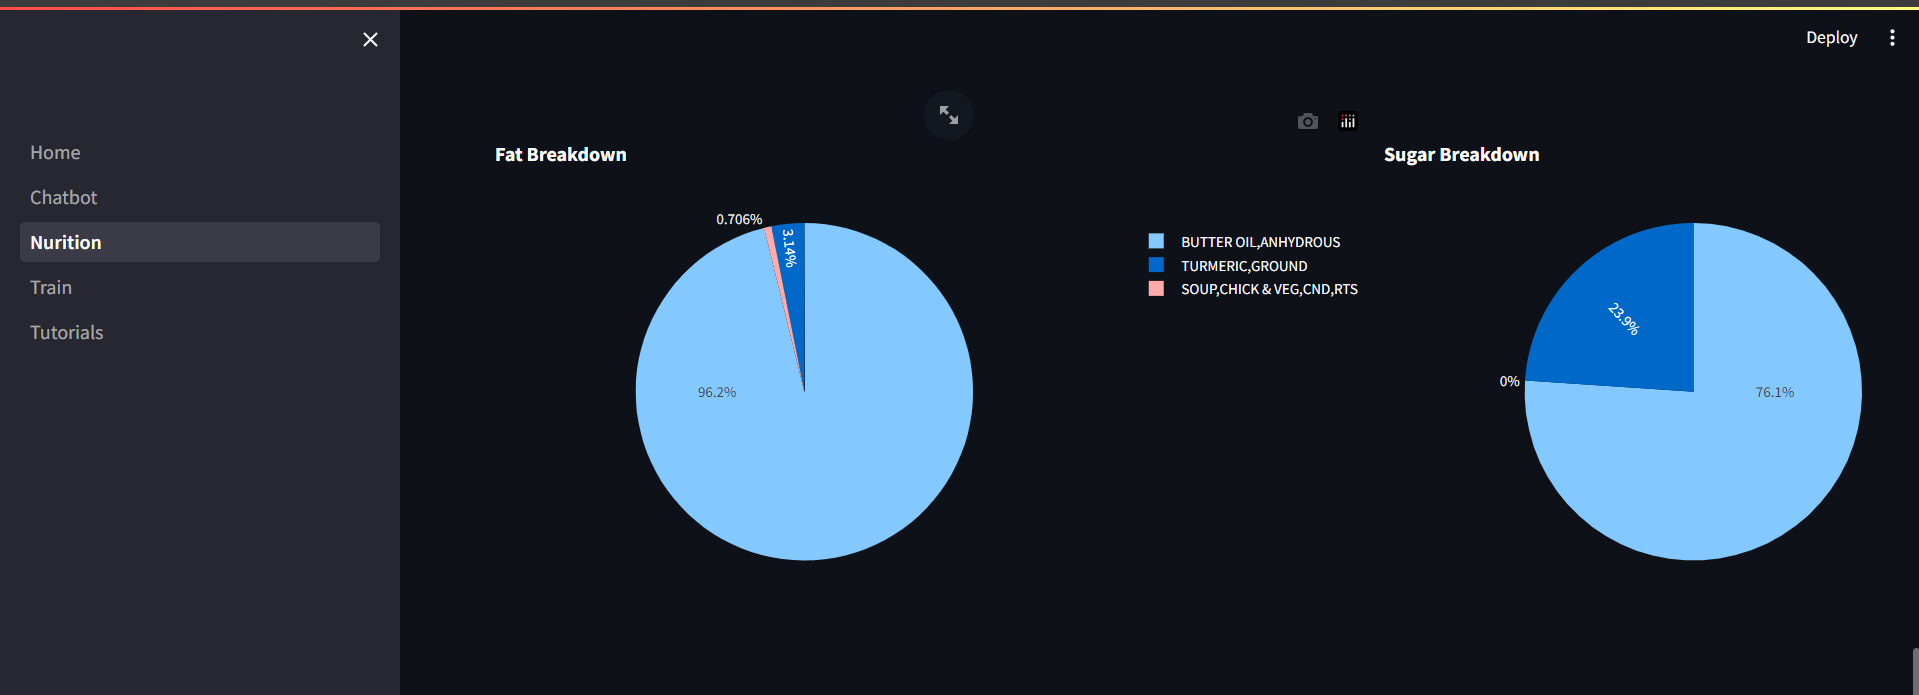 Deploy
Home
Chatbot
Nurition
Train
Tutorials
Fat Breakdown
0.706%
3.14%
96.2%
BUTTER OIL,ANHYDROUS
TURMERIC,GROUND
SOUP,CHICK & VEG,CND,RTS
Sugar Breakdown
23.9%
0%
76.1%